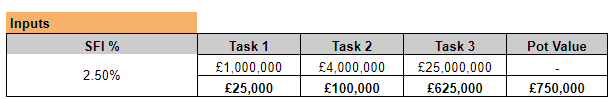 Inputs
SFI % Task 1 Task 2 Task 3 Pot Value
2.50% £1,000,000 £4,000,000 £25,000,000 -
£25,000 £100,000 £625,000 £750,000